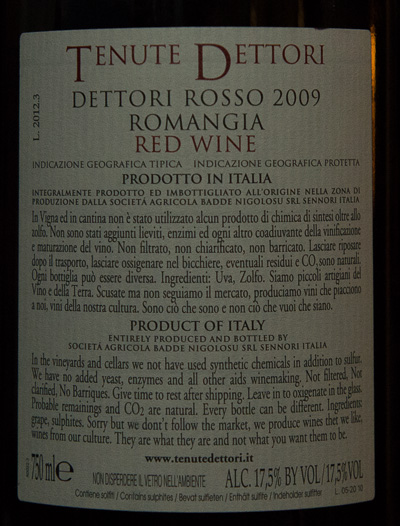 TENUTE DETTORI
DETTORI ROSSO 2009
L. 2012.3
ROMANGIA
RED WINE
INDICAZIONE GEOGRAFICA TIPICA INDICAZIONE GEOGRAFICA PROTETTA
PRODOTTO IN ITALIA
INTEGRALMENTE PRODOTTO ED IMBOTTIGLIATO ALL'ORIGINE NELLA ZONA DI
PRODUZIONE DALLA SOCIETÁ AGRICOLA BADDE NIGOLOSU SRL SENNORI ITALIA
In Vigna ed in cantina non è stato utilizzato alcun prodotto di chimica di sintesi oltre allo
zolfo. Non sono stati aggiunti lieviti, enzimi ed ogni altro coadiuvante della vinificazione
e maturazione del vino. Non filtrato, non chiarificato, non barricato. Lasciare riposare
dopo il trasporto, lasciare ossigenare nel bicchiere, eventuali residui e CO2 sono naturali.
Ogni bottiglia può essere diversa. Ingredienti: Uva, Zolfo. Siamo piccoli artigiani del
Vino e della Terra. Scusate ma non seguiamo il mercato, produciamo vini che piacciono
a noi, vini della nostra cultura. Sono ciò che sono e non ciò che vuoi che siano.
PRODUCT OF ITALY
ENTIRELY PRODUCED AND BOTTLED BY
SOCIETÀ AGRICOLA BADDE NIGOLOSU SRL SENNORI ITALIA
In the vineyards and cellars we not have used synthetic chemicals in addition to sulfur.
We have no added yeast, enzymes and all other aids winemaking. Not filtered, Not
clarified, No Barriques. Give time to rest after shipping. Leave in to oxigenate in the glass.
Probable remainings and CO2 are natural. Every bottle can be different. Ingredients:
grape, sulphites. Sorry but we dont't follow the market, we produce wines thet we like,
wines from our culture. They are what they are and not what you want them to be.
www.tenutedettori.it
750 ml e NON DISPERDERE IL VETRO NELL'AMBIENTE ALC. 17,5% BY VOL/17,5%VOL
Contiene solfiti / Contains sulphites / Bevat sulfieten / Enthält sulfite / Indeholder sulfitter L. 05-20 12